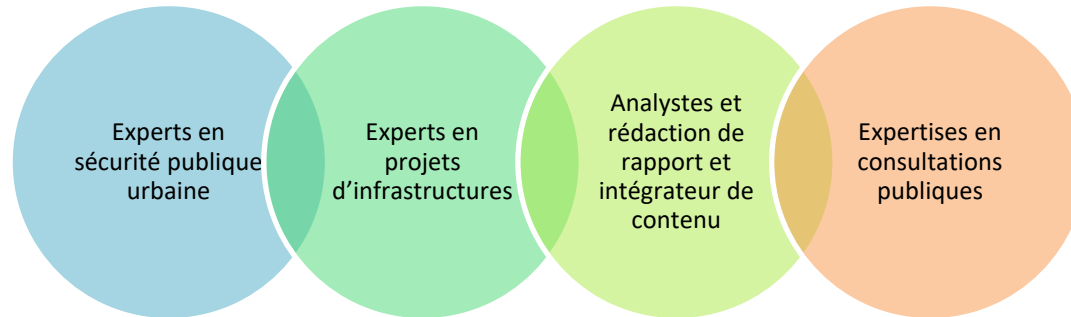 Experts en
sécurité publique
urbaine
Experts en
projets
d’infrastructures
Analystes et
rédaction de
rapport et
intégrateur de
contenu
Expertises en
consultations
publiques